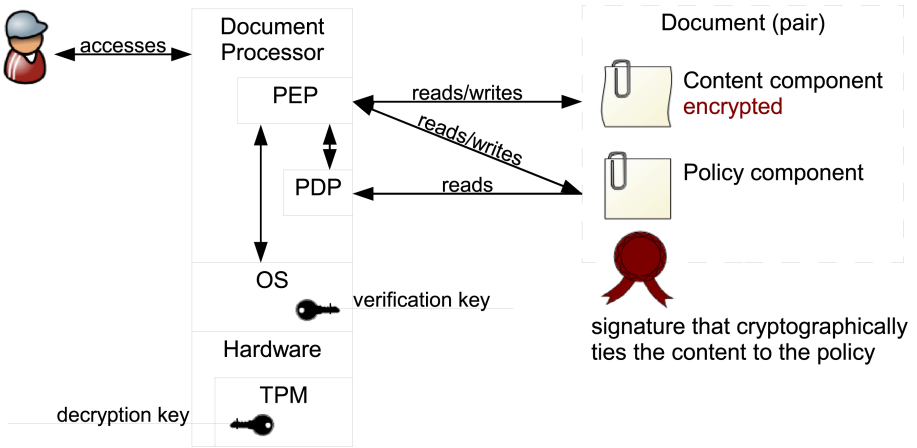 accesses
Document
Processor
PEP
PDP
OS
verification key
Hardware
TPM
decryption key
reads/writes
reads/writes
reads
Document (pair)
Content component
encrypted
Policy component
signature that cryptographically
ties the content to the policy